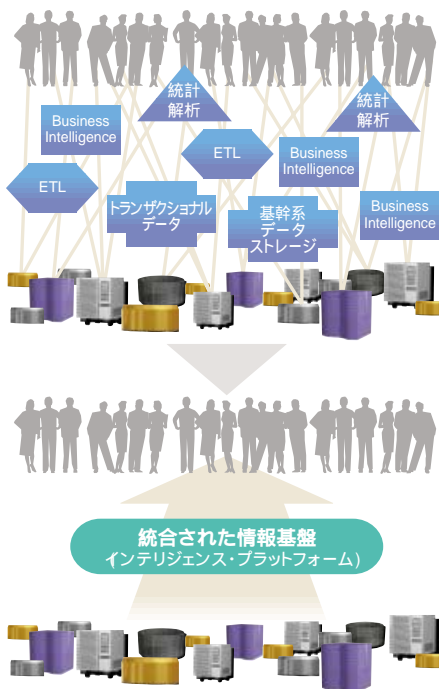 統計
解析
Business
Intelligence
ETL
Business
Intelligence
統計
解析
ETL
トランザクショナル
データ
基幹系
データ
ストレージ
Business
Intelligence
統合された情報基盤
(インテリジェンス・プラットフォーム)